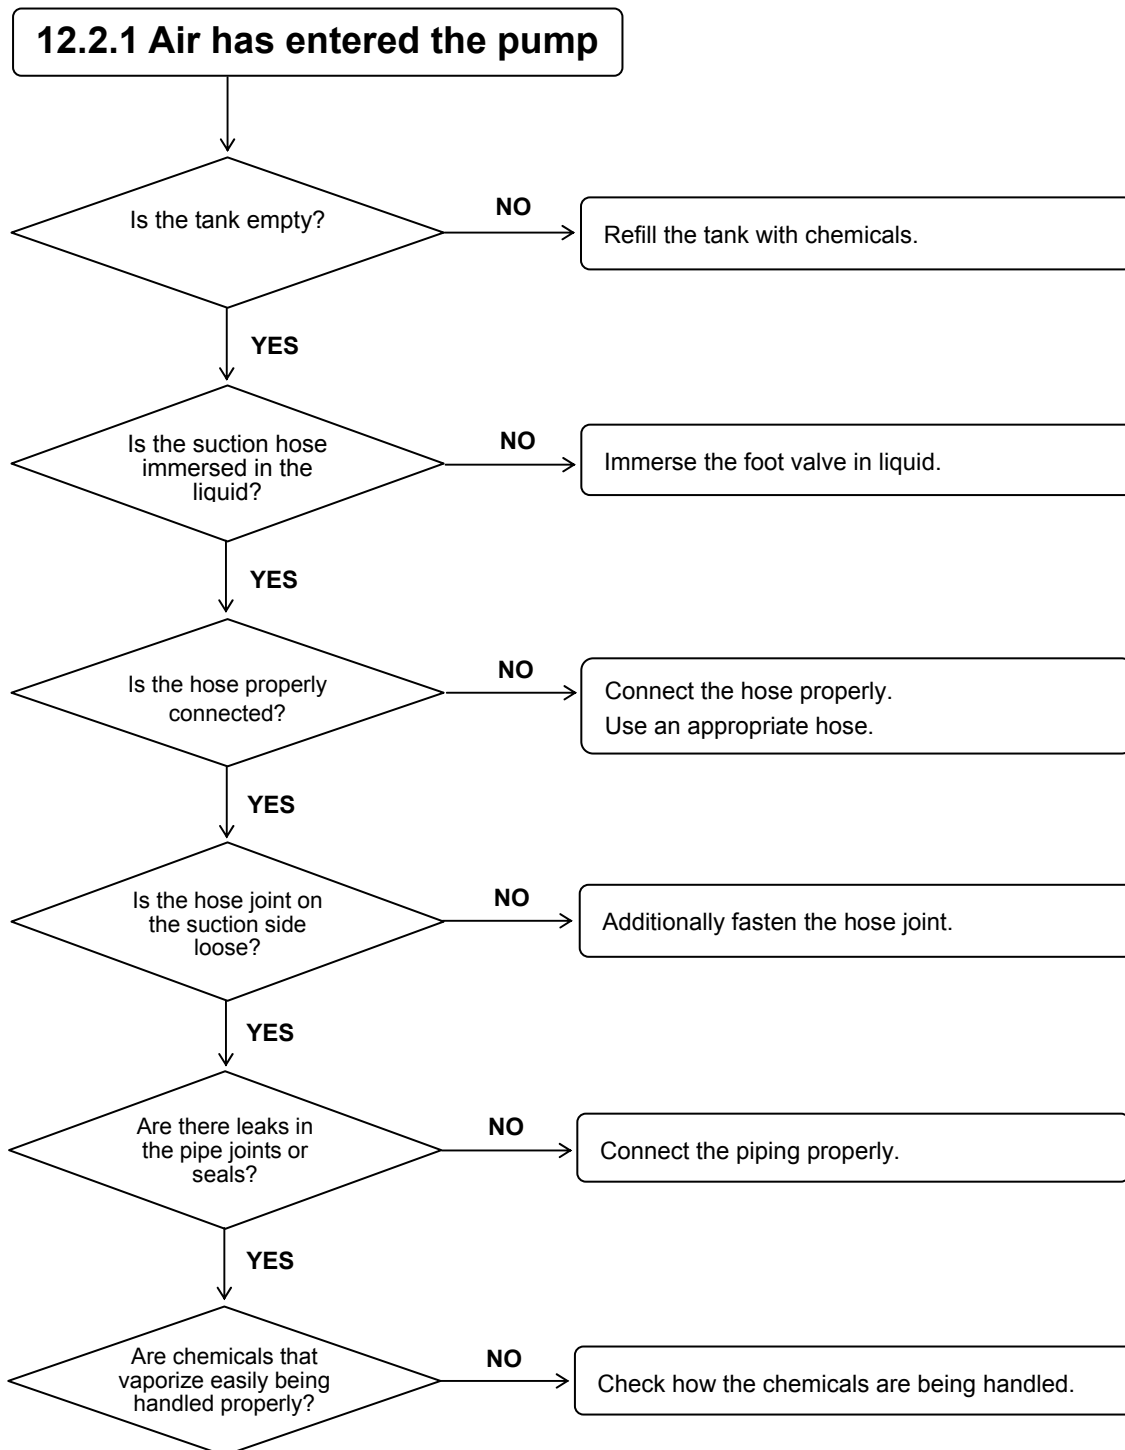 12.2.1 Air has entered the pump
Is the tank empty?
NO
Refill the tank with chemicals.
YES
Is the suction hose
immersed in the
liquid?
NO
Immerse the foot valve in liquid.
YES
Is the hose properly
connected?
NO
Connect the hose properly.
Use an appropriate hose.
YES
Is the hose joint on
the suction side
loose?
NO
Additionally fasten the hose joint.
YES
Are there leaks in
the pipe joints or
seals?
NO
Connect the piping properly.
YES
Are chemicals that
vaporize easily being
handled properly?
NO
Check how the chemicals are being handled.